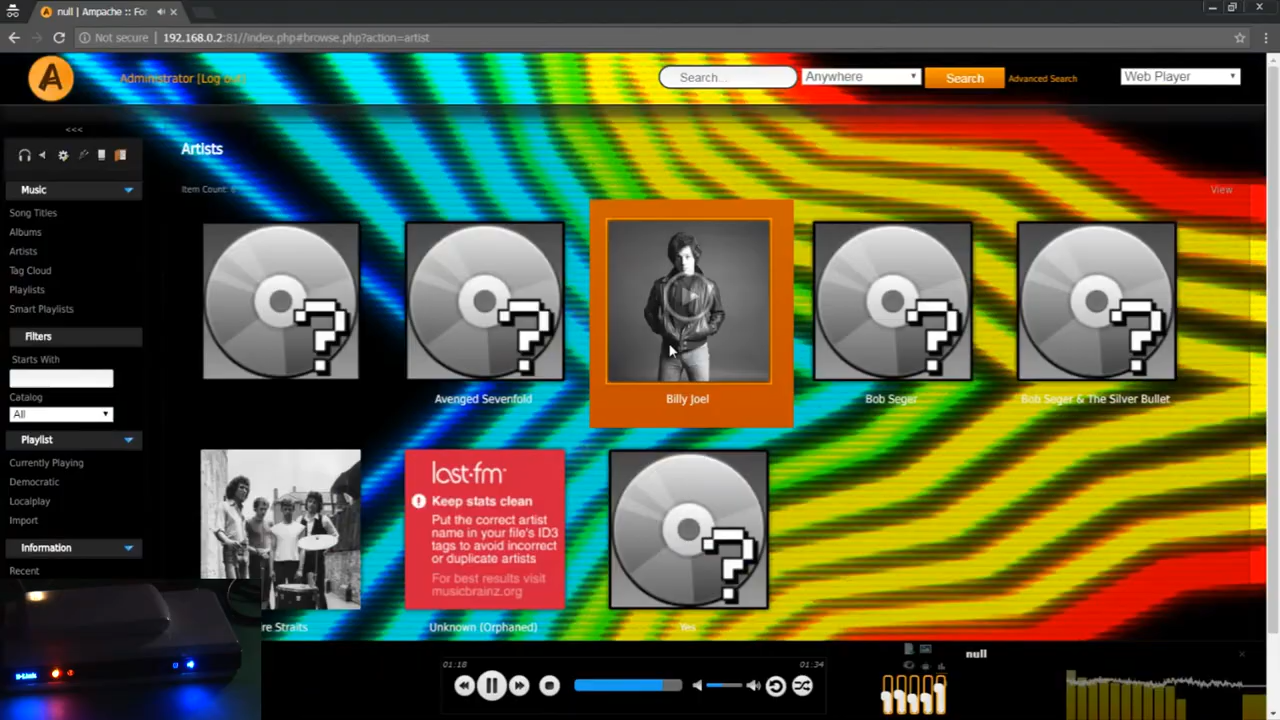 null | Ampache :: For
Not secure | 192.168.0.2:81//index.php#browse.php?action=artist
A
Administrator [Log out]
Search...
Anywhere
Search
Advanced Search
Web Player
<<<
Artists
Item Count: 8
View
Music
Song Titles
Albums
Artists
Tag Cloud
Playlists
Smart Playlists
Filters
Starts With
Catalog
All
Playlist
Currently Playing
Democratic
Localplay
Import
Information
Recent
Avenged Sevenfold
Billy Joel
Bob Seger
Bob Seger & The Silver Bullet
last.fm
Keep stats clean
Put the correct artist
name in your file's ID3
tags to avoid incorrect
or duplicate artists
For best results visit
musicbrainz.org
re Straits
Unknown (Orphaned)
Yes
01:18
01:34
null